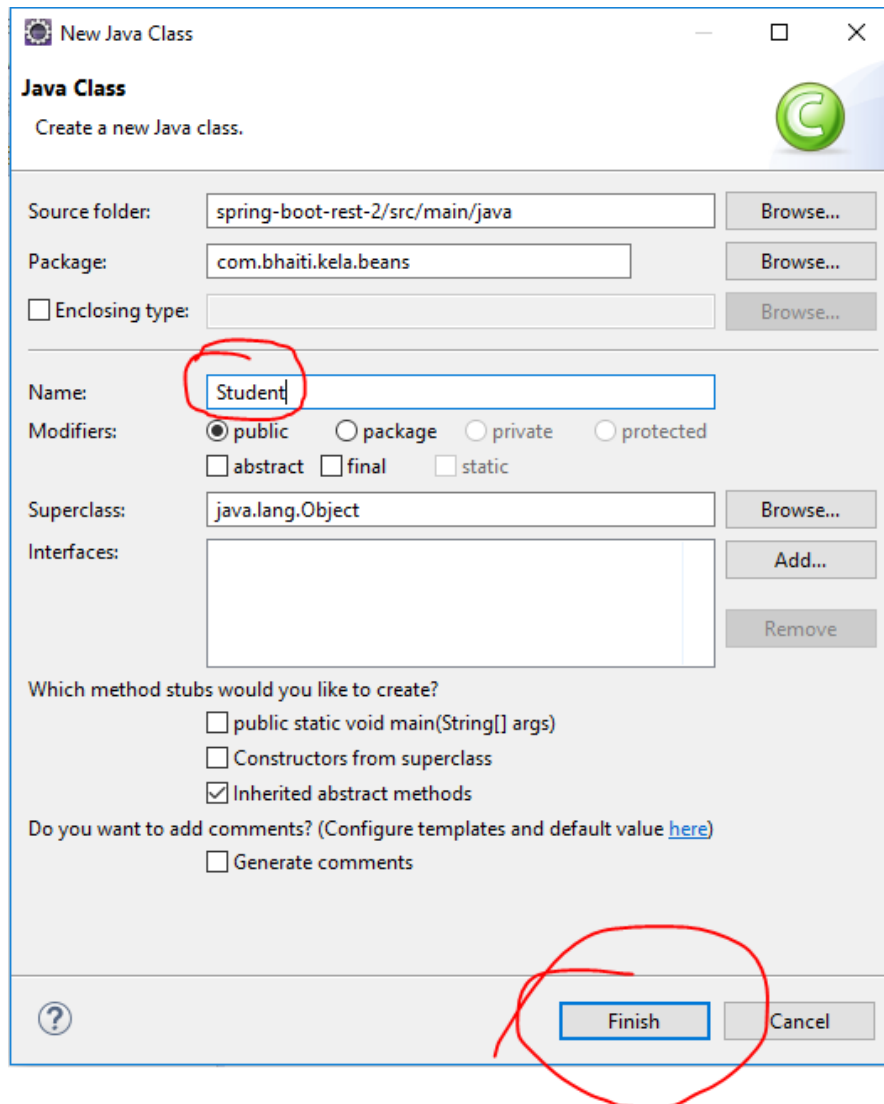 New Java Class
Java Class
Create a new Java class.
Source folder: spring-boot-rest-2/src/main/java Browse...
Package: com.bhaiti.kela.beans Browse...
Enclosing type: Browse...
Name: Student
Modifiers: public package private protected
abstract final static
Superclass: java.lang.Object Browse...
Interfaces: Add...
Remove
Which method stubs would you like to create?
public static void main(String[] args)
Constructors from superclass
Inherited abstract methods
Do you want to add comments? (Configure templates and default value here)
Generate comments
? Finish Cancel